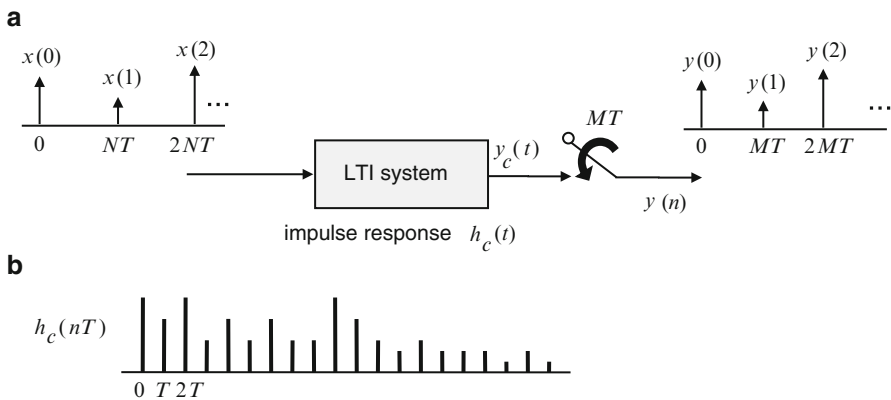 a
x(0) x(1) x(2) ...
0 NT 2NT
LTI system
impulse response h_c(t)
y_c(t)
MT
y(n)
y(0) y(1) y(2) ...
0 MT 2MT
b
h_c(nT)
0 T 2T